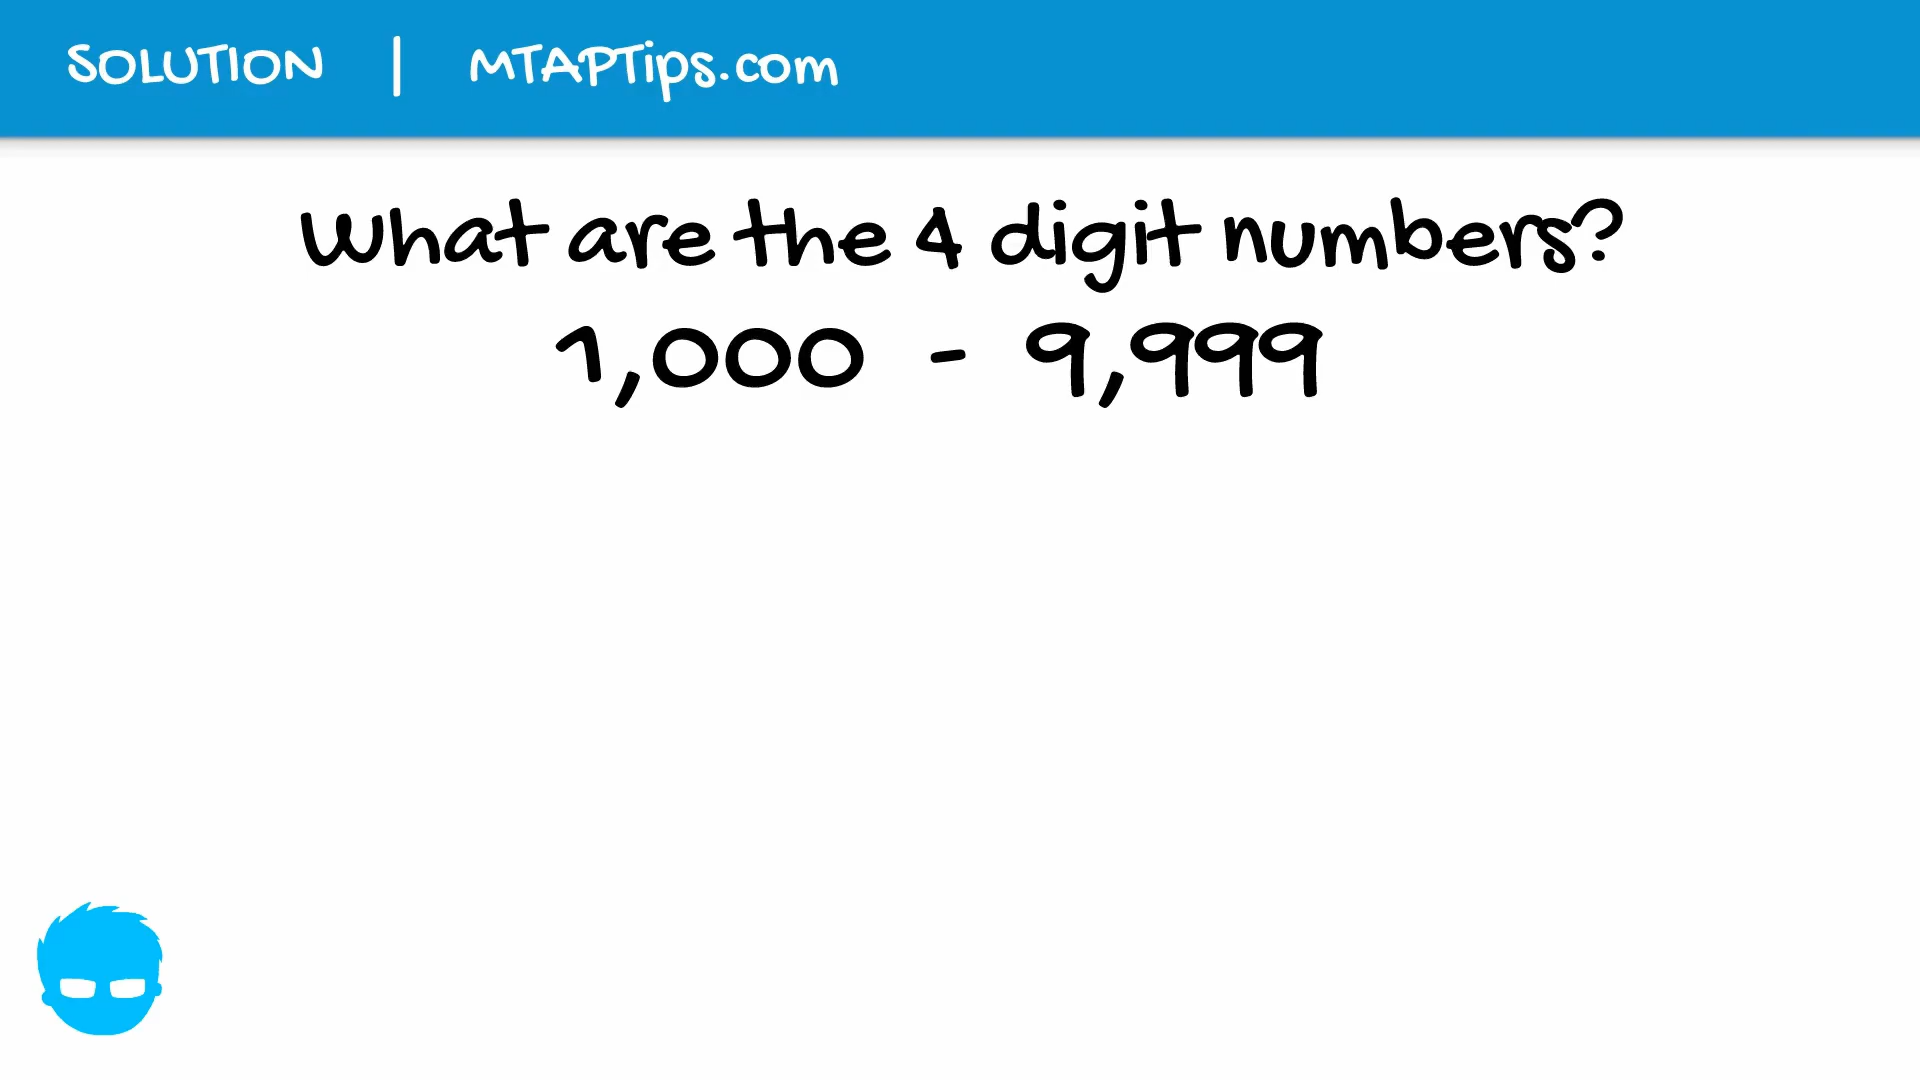 SOLUTION | MTAPTips.com
What are the 4 digit numbers?
1,000 - 9,999